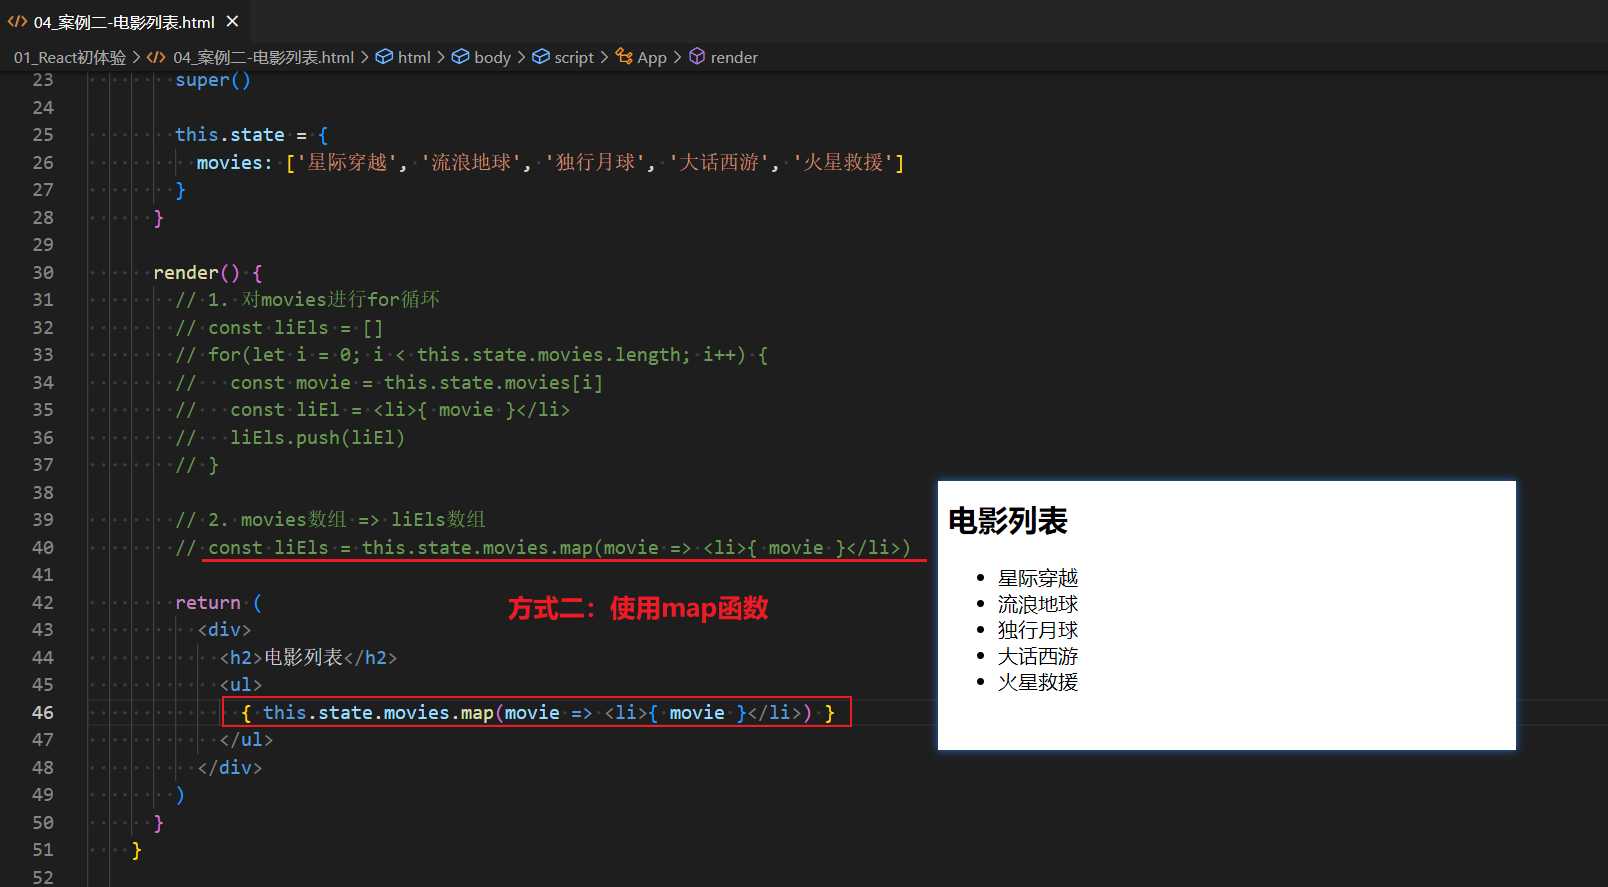 04_案例二-电影列表.html
01_React初体验 > 04_案例二-电影列表.html > html > body > script > App > render
23 super()
24
25 this.state = {
26 movies: ['星际穿越', '流浪地球', '独行月球', '大话西游', '火星救援']
27 }
28 }
29
30 render() {
31 // 1. 对movies进行for循环
32 // const liEls = []
33 // for(let i = 0; i < this.state.movies.length; i++) {
34 //   const movie = this.state.movies[i]
35 //   const liEl = <li>{ movie }</li>
36 //   liEls.push(liEl)
37 // }
38
39 // 2. movies数组 => liEls数组
40 // const liEls = this.state.movies.map(movie => <li>{ movie }</li>)
41
42 return (
方式二：使用map函数
43 <div>
44 <h2>电影列表</h2>
45 <ul>
46 { this.state.movies.map(movie => <li>{ movie }</li>) }
47 </ul>
48 </div>
49 )
50 }
51 }
52
电影列表
星际穿越
流浪地球
独行月球
大话西游
火星救援